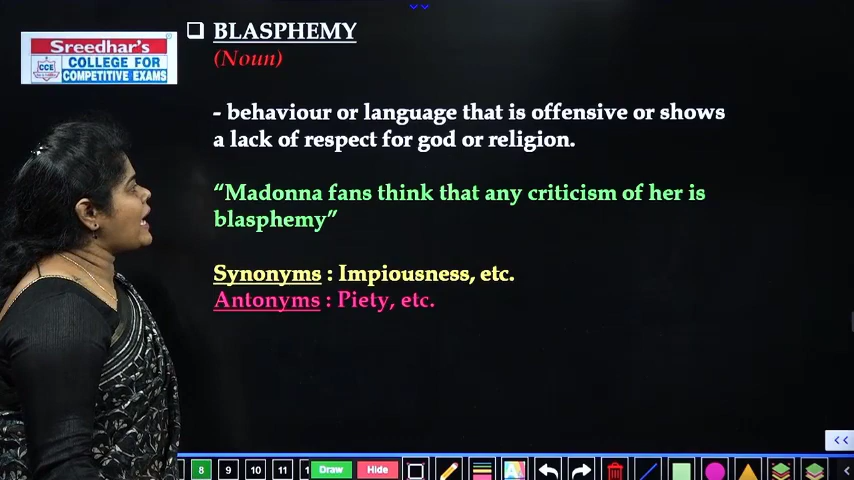 BLASPHEMY
(Noun)
Sreedhar's
CCE
COLLEGE FOR
COMPETITIVE EXAMS
- behaviour or language that is offensive or shows
a lack of respect for god or religion.
“Madonna fans think that any criticism of her is
blasphemy”
Synonyms : Impiousness, etc.
Antonyms : Piety, etc.
8 9 10 11 1 Draw Hide